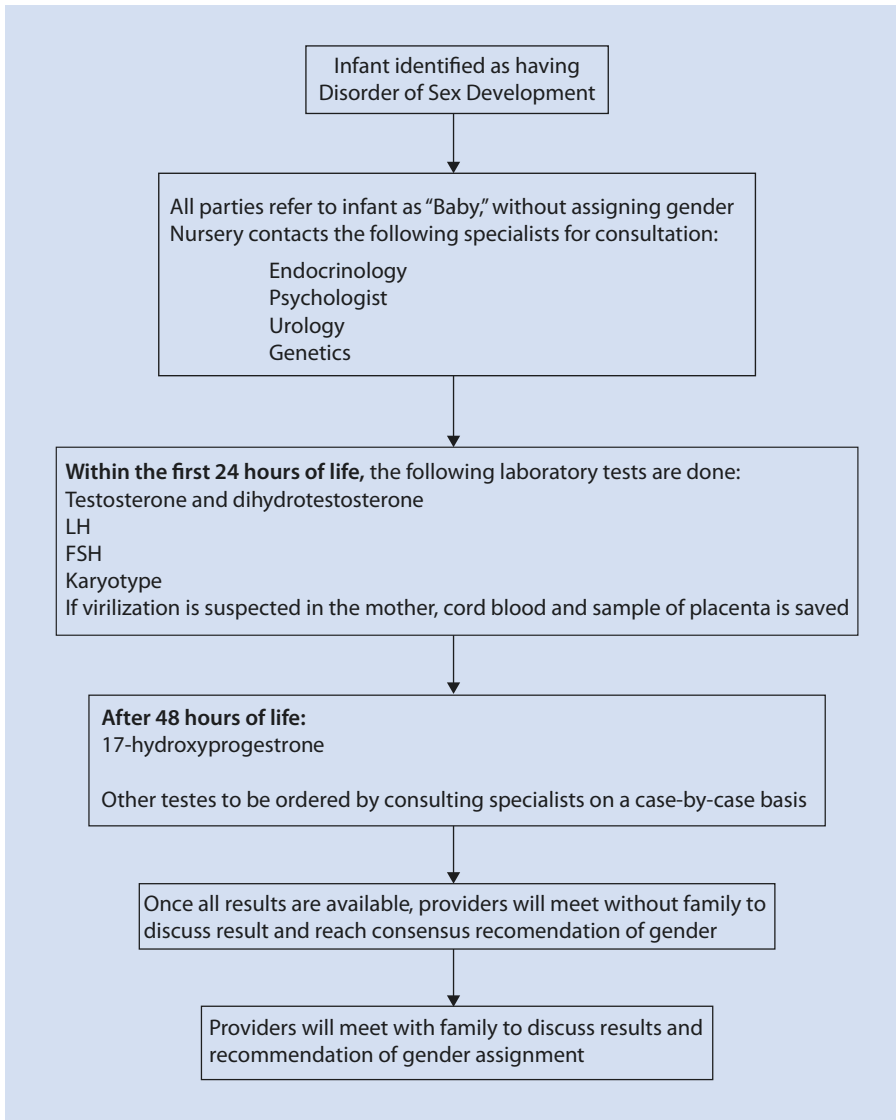 Infant identified as having
Disorder of Sex Development
All parties refer to infant as “Baby,” without assigning gender
Nursery contacts the following specialists for consultation:
Endocrinology
Psychologist
Urology
Genetics
Within the first 24 hours of life, the following laboratory tests are done:
Testosterone and dihydrotestosterone
LH
FSH
Karyotype
If virilization is suspected in the mother, cord blood and sample of placenta is saved
After 48 hours of life:
17-hydroxyprogestrone
Other testes to be ordered by consulting specialists on a case-by-case basis
Once all results are available, providers will meet without family to
discuss result and reach consensus recomendation of gender
Providers will meet with family to discuss results and
recommendation of gender assignment